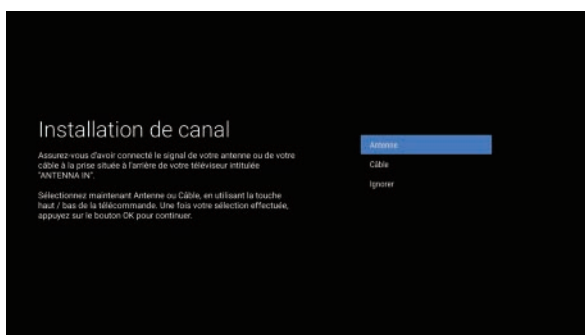 Installation de canal
Assurez-vous d'avoir connecté le signal de votre antenne ou de votre
câble à la prise située à l'arrière de votre téléviseur intitulée
"ANTENNA IN".
Sélectionnez maintenant Antenne ou Câble, en utilisant la touche
haut / bas de la télécommande. Une fois votre sélection effectuée,
appuyez sur le bouton OK pour continuer.
Antenne
Câble
Ignorer